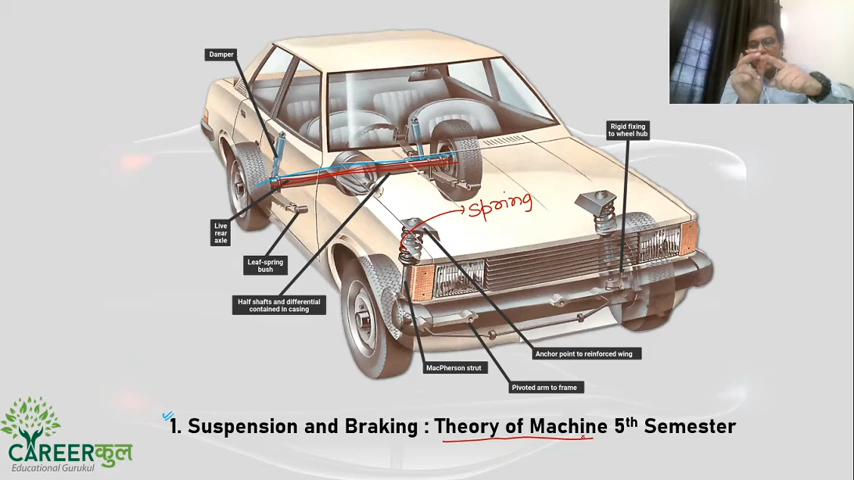 Damper
Rigid fixing
to wheel hub
Spring
Live
rear
axle
Leaf-spring
bush
Half shafts and differential
contained in casing
Anchor point to reinforced wing
MacPherson strut
Pivoted arm to frame
1. Suspension and Braking : Theory of Machine 5th Semester
CAREERकुल
Educational Gurukul